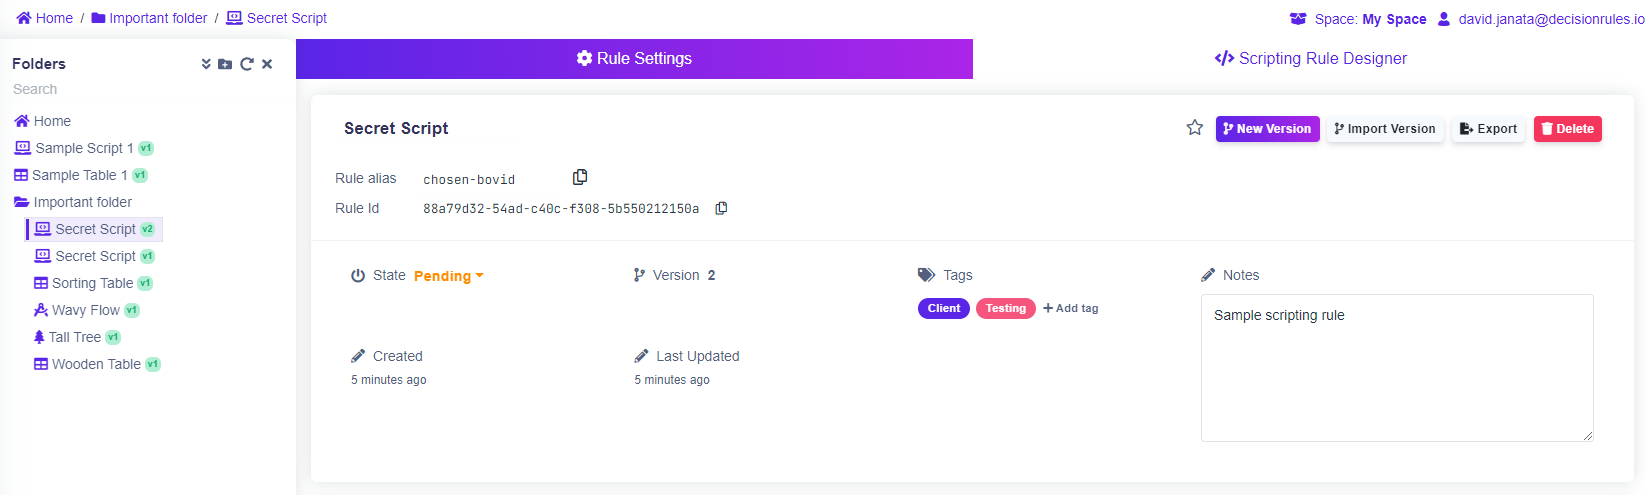 Home / Important folder / Secret Script
Space: My Space david.janata@decisionrules.io
Folders
Search
Home
Sample Script 1 v1
Sample Table 1 v1
Important folder
Secret Script v2
Secret Script v1
Sorting Table v1
Wavy Flow v1
Tall Tree v1
Wooden Table v1
Rule Settings
Scripting Rule Designer
Secret Script
New Version
Import Version
Export
Delete
Rule alias chosen-bovid
Rule Id 88a79d32-54ad-c40c-f308-5b550212150a
State Pending
Version 2
Tags
Client Testing + Add tag
Notes
Sample scripting rule
Created
5 minutes ago
Last Updated
5 minutes ago